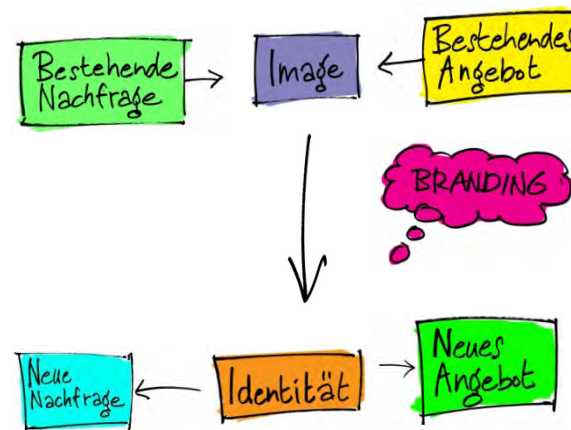 Bestehende
Nachfrage
Image
Bestehendes
Angebot
BRANDING
Neue
Nachfrage
Identität
Neues
Angebot